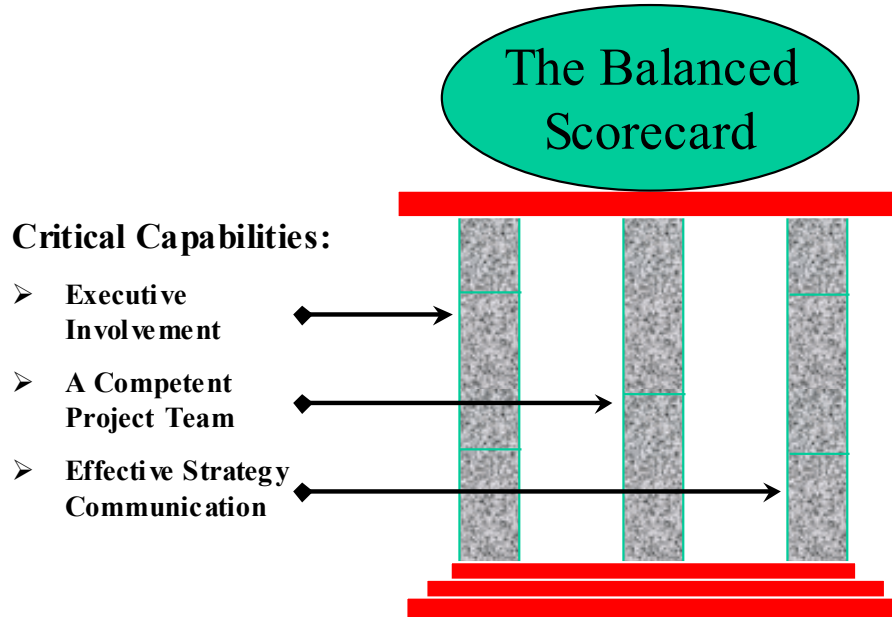 The Balanced
Scorecard
Critical Capabilities:
➢ Executive
Involvement
➢ A Competent
Project Team
➢ Effective Strategy
Communication